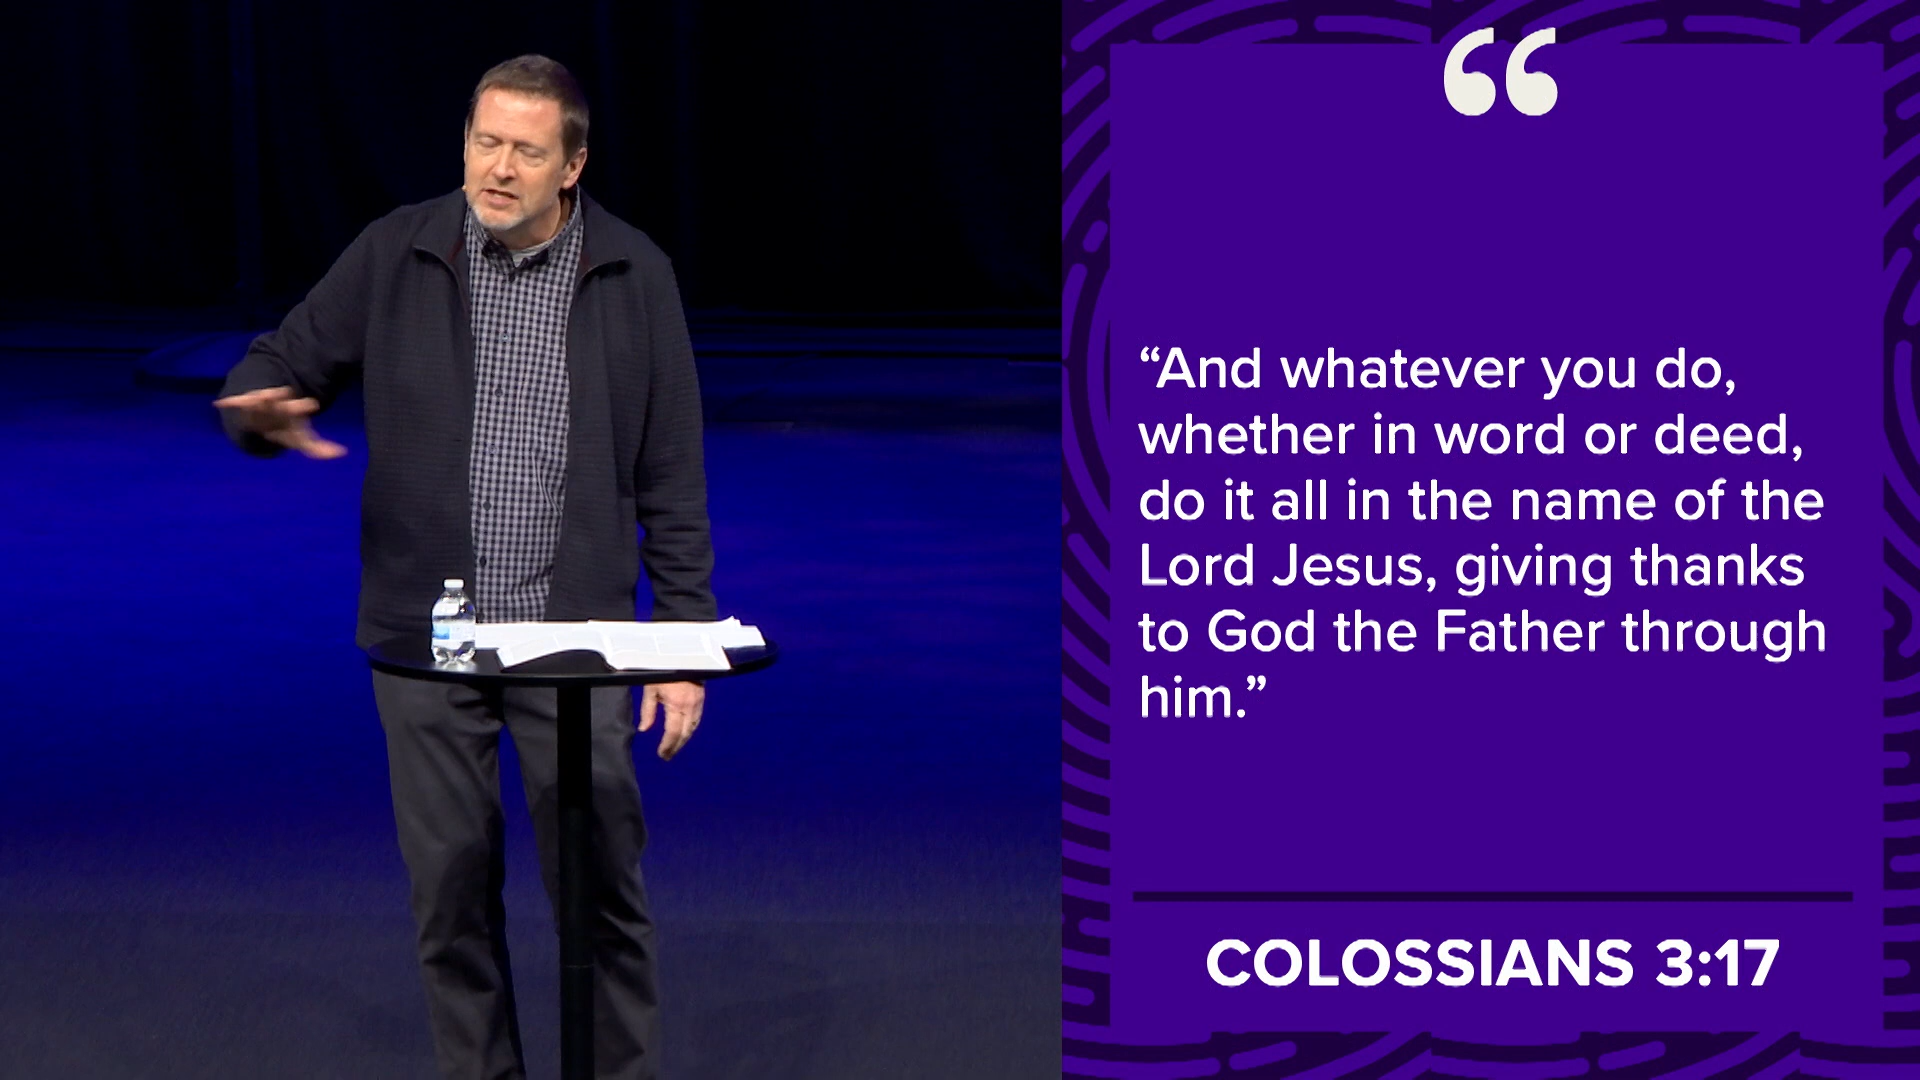 “
“And whatever you do,
whether in word or deed,
do it all in the name of the
Lord Jesus, giving thanks
to God the Father through
him.”
COLOSSIANS 3:17